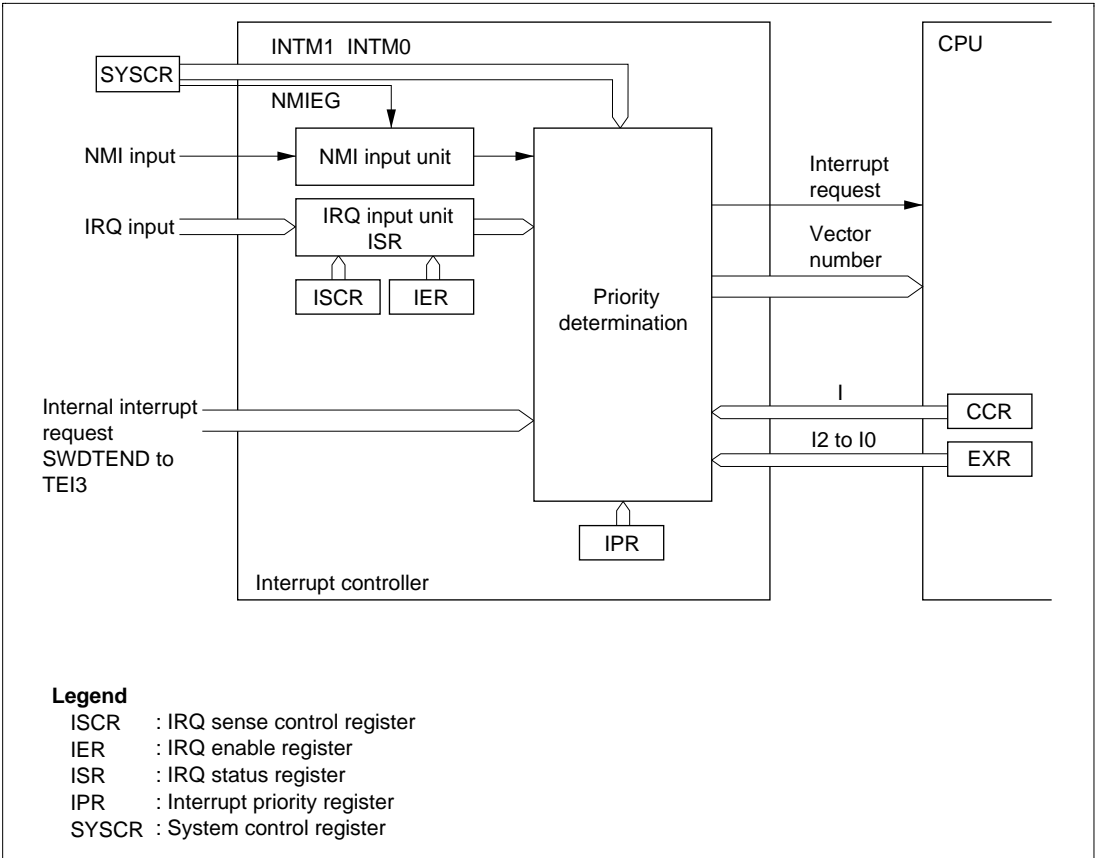 INTM1 INTM0
CPU
SYSCR
NMIEG
NMI input
NMI input unit
Interrupt
request
IRQ input
IRQ input unit
ISR
Vector
number
ISCR
IER
Priority
determination
Internal interrupt
request
SWDTEND to
TEI3
I
CCR
I2 to I0
EXR
IPR
Interrupt controller
Legend
ISCR : IRQ sense control register
IER : IRQ enable register
ISR : IRQ status register
IPR : Interrupt priority register
SYSCR : System control register